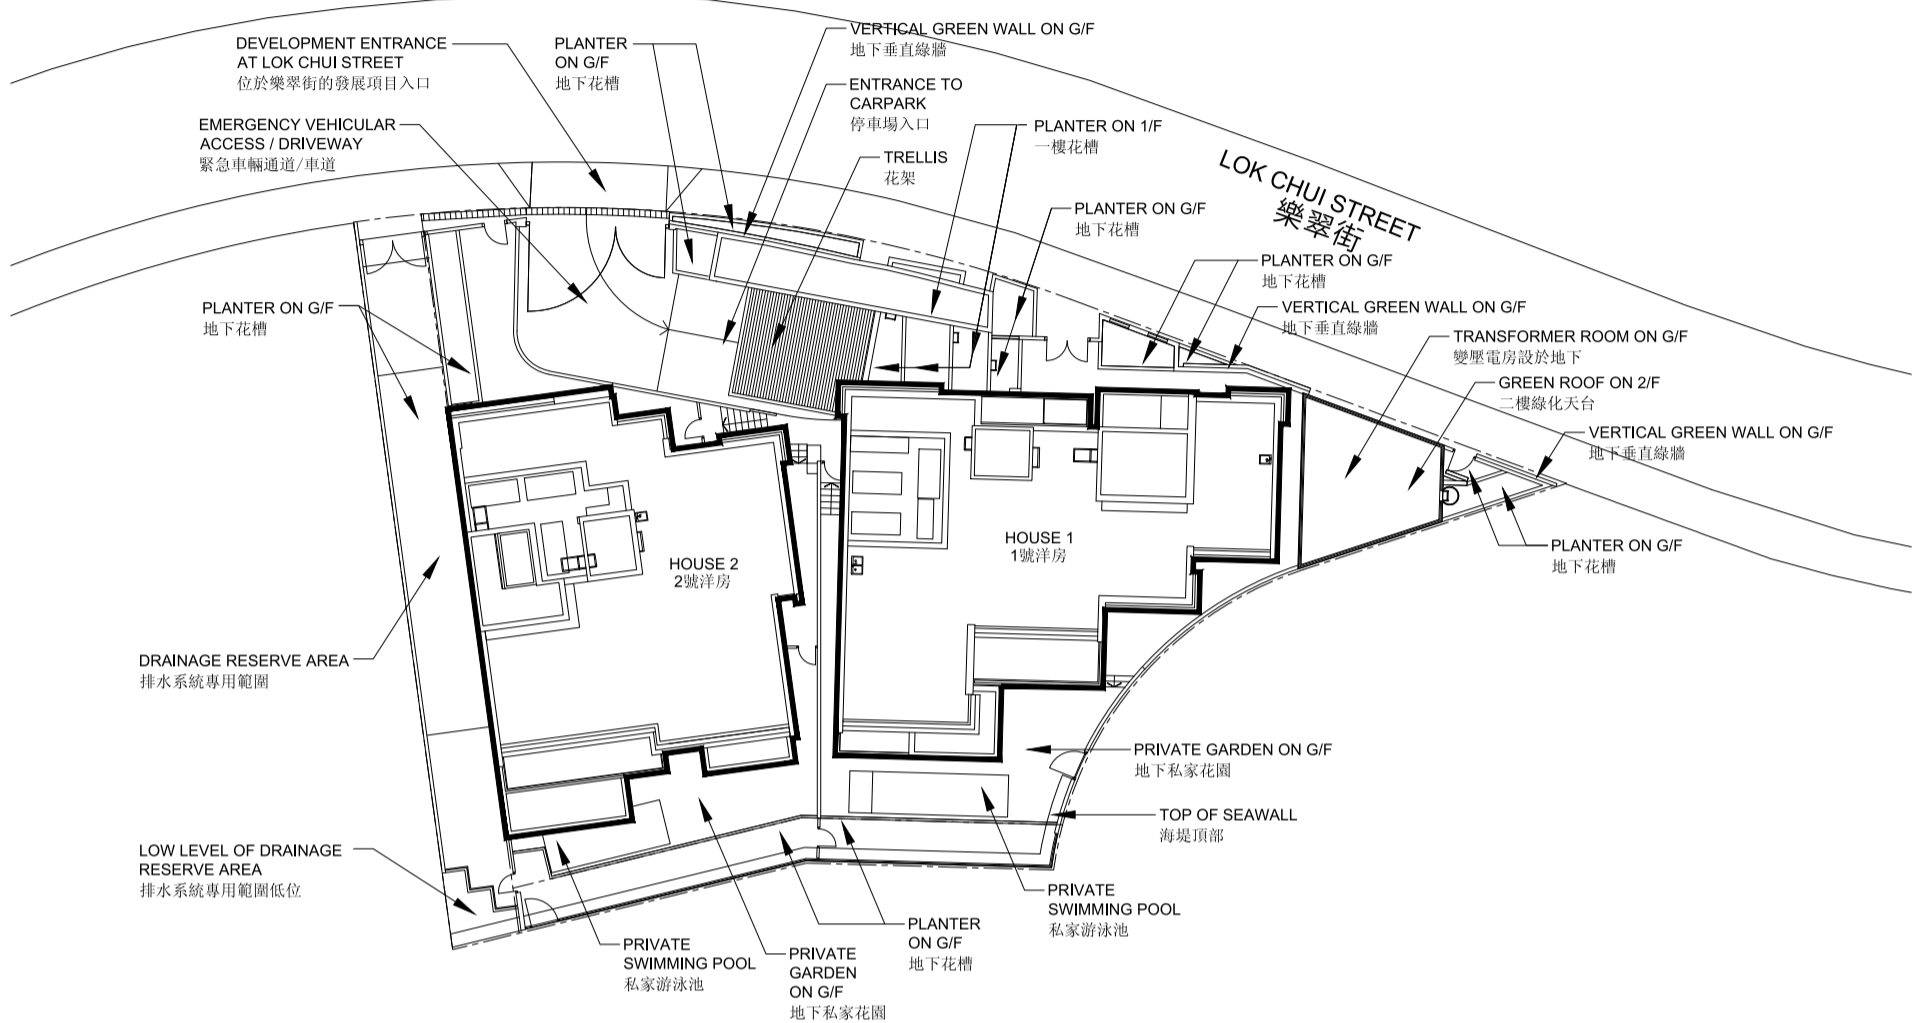 DEVELOPMENT ENTRANCE
AT LOK CHUI STREET
位於樂翠街的發展項目入口
PLANTER
ON G/F
地下花槽
VERTICAL GREEN WALL ON G/F
地下垂直綠牆
ENTRANCE TO
CARPARK
停車場入口
EMERGENCY VEHICULAR
ACCESS / DRIVEWAY
緊急車輛通道/車道
PLANTER ON 1/F
一樓花槽
TRELLIS
花架
LOK CHUI STREET
樂翠街
PLANTER ON G/F
地下花槽
PLANTER ON G/F
地下花槽
PLANTER ON G/F
地下花槽
VERTICAL GREEN WALL ON G/F
地下垂直綠牆
TRANSFORMER ROOM ON G/F
變壓電房設於地下
GREEN ROOF ON 2/F
二樓綠化天台
VERTICAL GREEN WALL ON G/F
地下垂直綠牆
HOUSE 1
1號洋房
HOUSE 2
2號洋房
PLANTER ON G/F
地下花槽
DRAINAGE RESERVE AREA
排水系統專用範圍
PRIVATE GARDEN ON G/F
地下私家花園
TOP OF SEAWALL
海堤頂部
LOW LEVEL OF DRAINAGE
RESERVE AREA
排水系統專用範圍低位
PRIVATE
SWIMMING POOL
私家游泳池
PLANTER
ON G/F
地下花槽
PRIVATE
SWIMMING POOL
私家游泳池
PRIVATE
GARDEN
ON G/F
地下私家花園